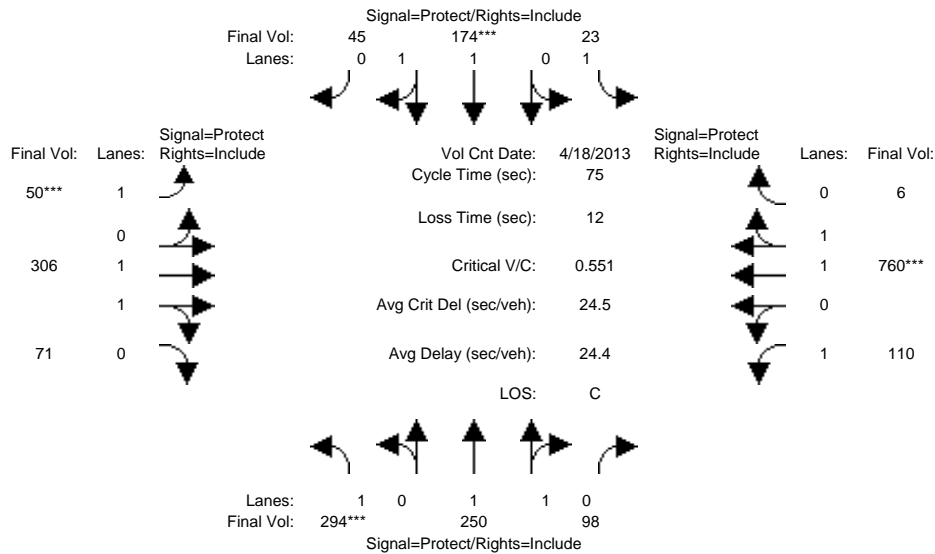 Signal=Protect/Rights=Include
Final Vol: 45 174*** 23
Lanes: 0 1 1 0 1
Signal=Protect
Final Vol: Lanes: Rights=Include
Vol Cnt Date: 4/18/2013
Signal=Protect
Rights=Include Lanes: Final Vol:
Cycle Time (sec): 75
50*** 1
0 6
Loss Time (sec): 12
0
1
306 1
Critical V/C: 0.551
1 760***
1
Avg Crit Del (sec/veh): 24.5
0
71 0
Avg Delay (sec/veh): 24.4
1 110
LOS: C
Lanes: 1 0 1 1 0
Final Vol: 294*** 250 98
Signal=Protect/Rights=Include